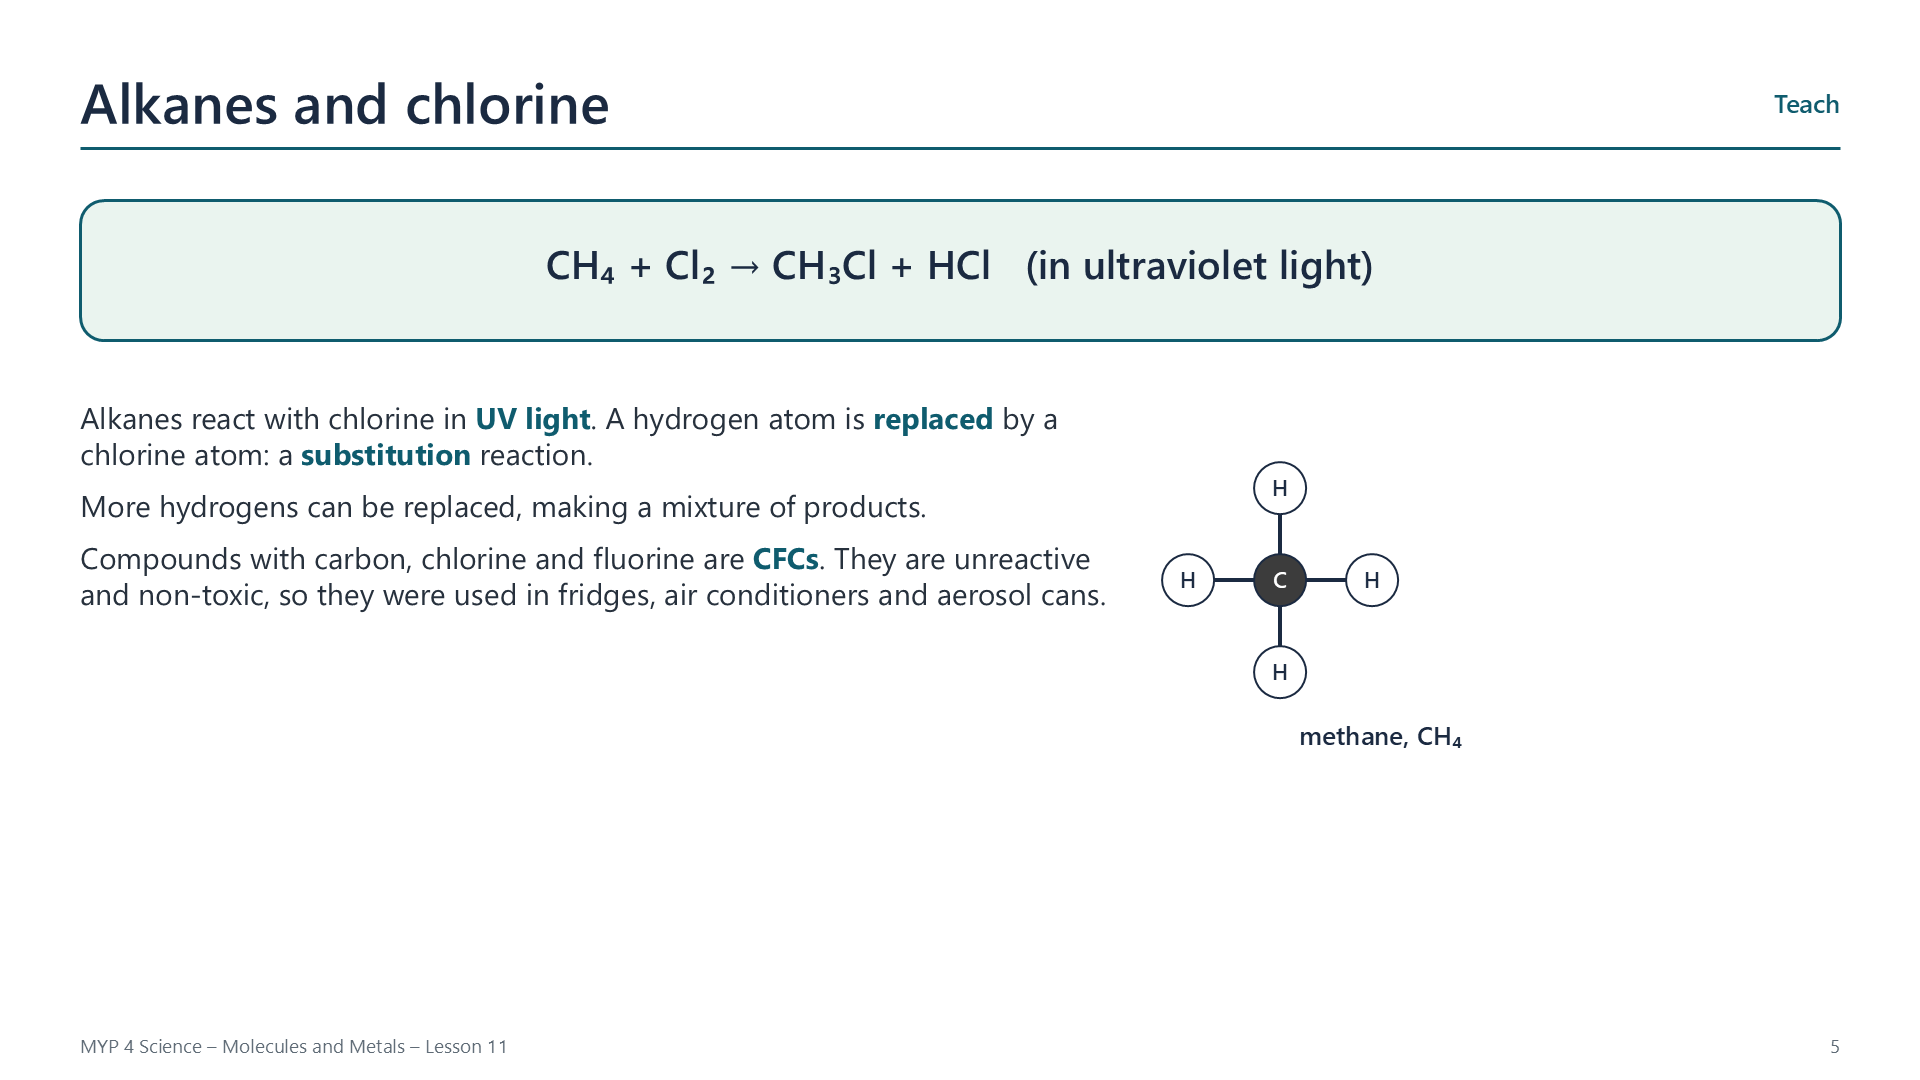 Alkanes and chlorine
Teach
CH₄ + Cl₂ → CH₃Cl + HCl (in ultraviolet light)
Alkanes react with chlorine in UV light. A hydrogen atom is replaced by a
chlorine atom: a substitution reaction.
More hydrogens can be replaced, making a mixture of products.
Compounds with carbon, chlorine and fluorine are CFCs. They are unreactive
and non-toxic, so they were used in fridges, air conditioners and aerosol cans.
H
H C H
H
methane, CH₄
MYP 4 Science – Molecules and Metals – Lesson 11
5